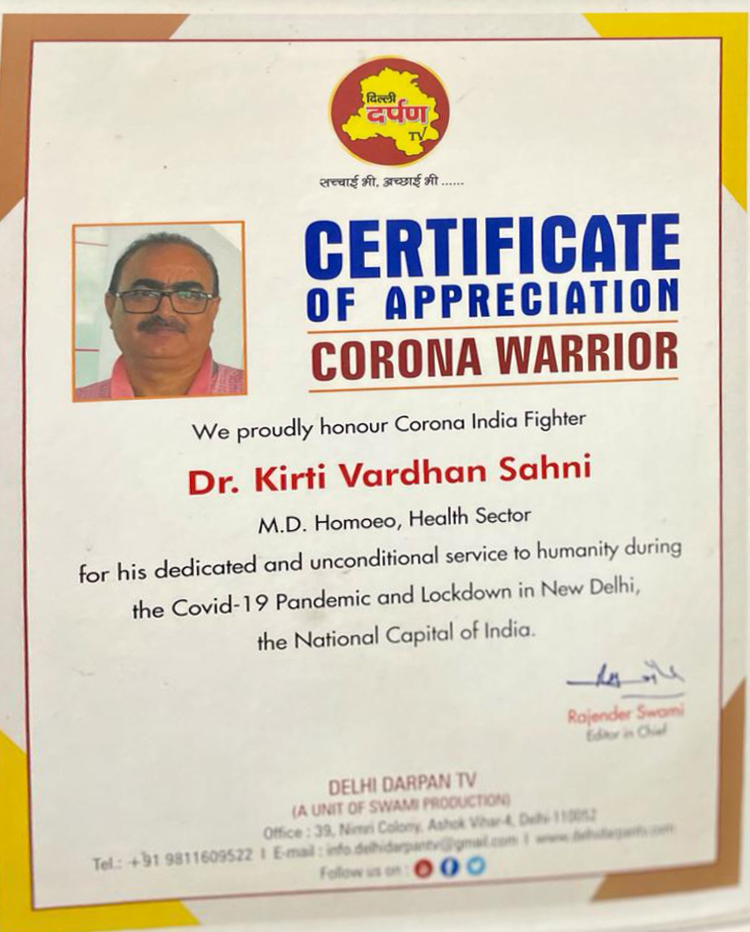 दिल्ली
दर्पण
TV
सच्चाई भी, अच्छाई भी ......
CERTIFICATE
OF APPRECIATION
CORONA WARRIOR
We proudly honour Corona India Fighter
Dr. Kirti Vardhan Sahni
M.D. Homoeo, Health Sector
for his dedicated and unconditional service to humanity during
the Covid-19 Pandemic and Lockdown in New Delhi,
the National Capital of India.
Rajender Swami
Editor in Chief
DELHI DARPAN TV
(A UNIT OF SWAMI PRODUCTION)
Office : 39, Nimri Colony, Ashok Vihar-4, Delhi-110052
Tel.: +91 9811609522 I E-mail : info.delhidarpantv@gmail.com I www.delhidarpantv.com
Follow us on :